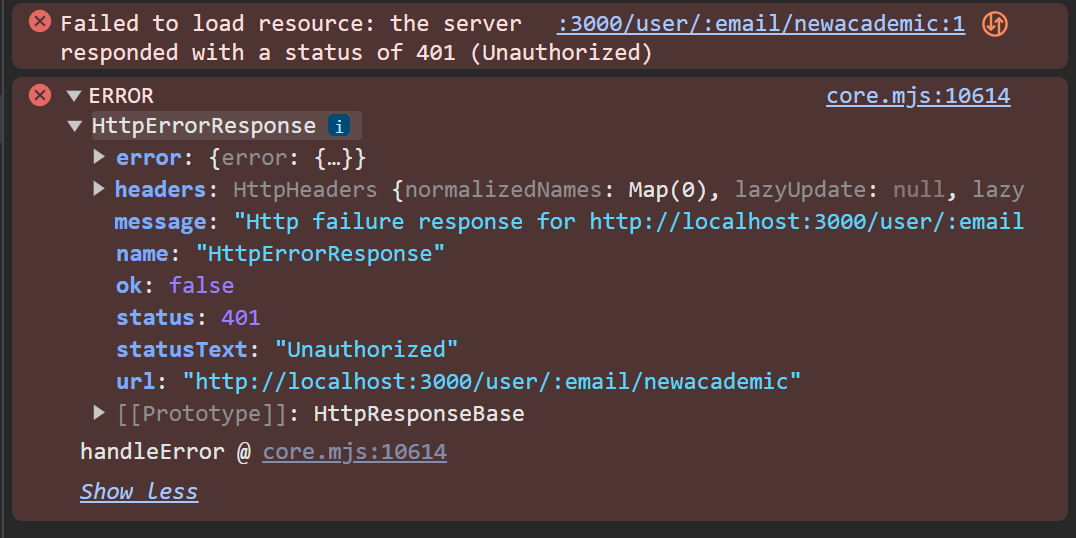 Failed to load resource: the server :3000/user/:email/newacademic:1
responded with a status of 401 (Unauthorized)
ERROR core.mjs:10614
HttpErrorResponse i
error: {error: {…}}
headers: HttpHeaders {normalizedNames: Map(0), lazyUpdate: null, lazy
message: "Http failure response for http://localhost:3000/user/:email
name: "HttpErrorResponse"
ok: false
status: 401
statusText: "Unauthorized"
url: "http://localhost:3000/user/:email/newacademic"
[[Prototype]]: HttpResponseBase
handleError @ core.mjs:10614
Show less